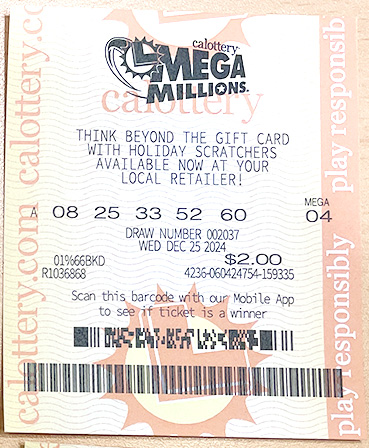 calottery
MEGA
MILLIONS.
calottery
THINK BEYOND THE GIFT CARD
WITH HOLIDAY SCRATCHERS
AVAILABLE NOW AT YOUR
LOCAL RETAILER!
MEGA
A 08 25 33 52 60 04
DRAW NUMBER 002037
WED DEC 25 2024
01%66BKD $2.00
R1036868 4236-060424754-159335
Scan this barcode with our Mobile App
to see if ticket is a winner
calottery.com calottery.co
play responsibly play responsib